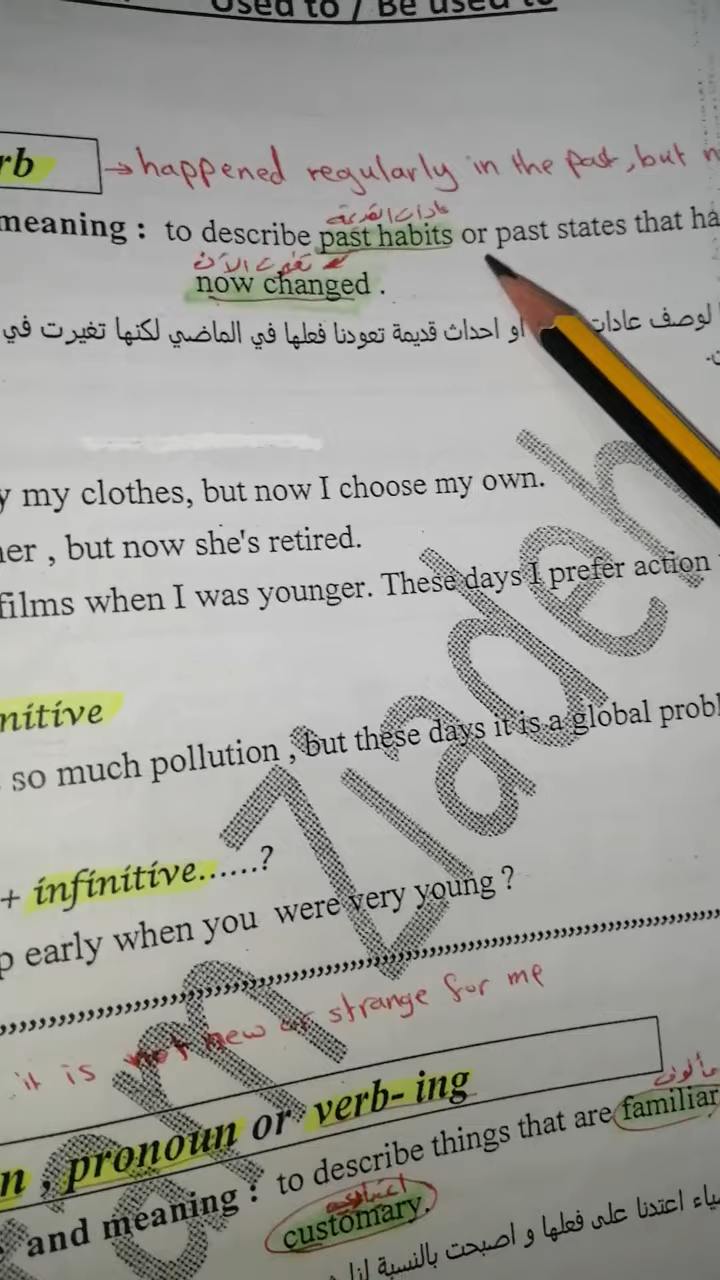 Used to / Be used to
rb → happened regularly in the past, but n
عادات القديمة
meaning : to describe past habits or past states that ha
تغيرت الآن
now changed .
لوصف عادات او احداث قديمة تعودنا فعلها في الماضي لكنها تغيرت في
y my clothes, but now I choose my own.
her , but now she's retired.
films when I was younger. These days I prefer action
nitive
so much pollution , but these days it is a global probl
+ infinitive......?
p early when you were very young ?
it is not new or strange for me
n , pronoun or verb- ing
مألوف
and meaning : to describe things that are familiar
customary.
ياء اعتدنا على فعلها و اصبحت بالنسبة لنا
Ziadeh